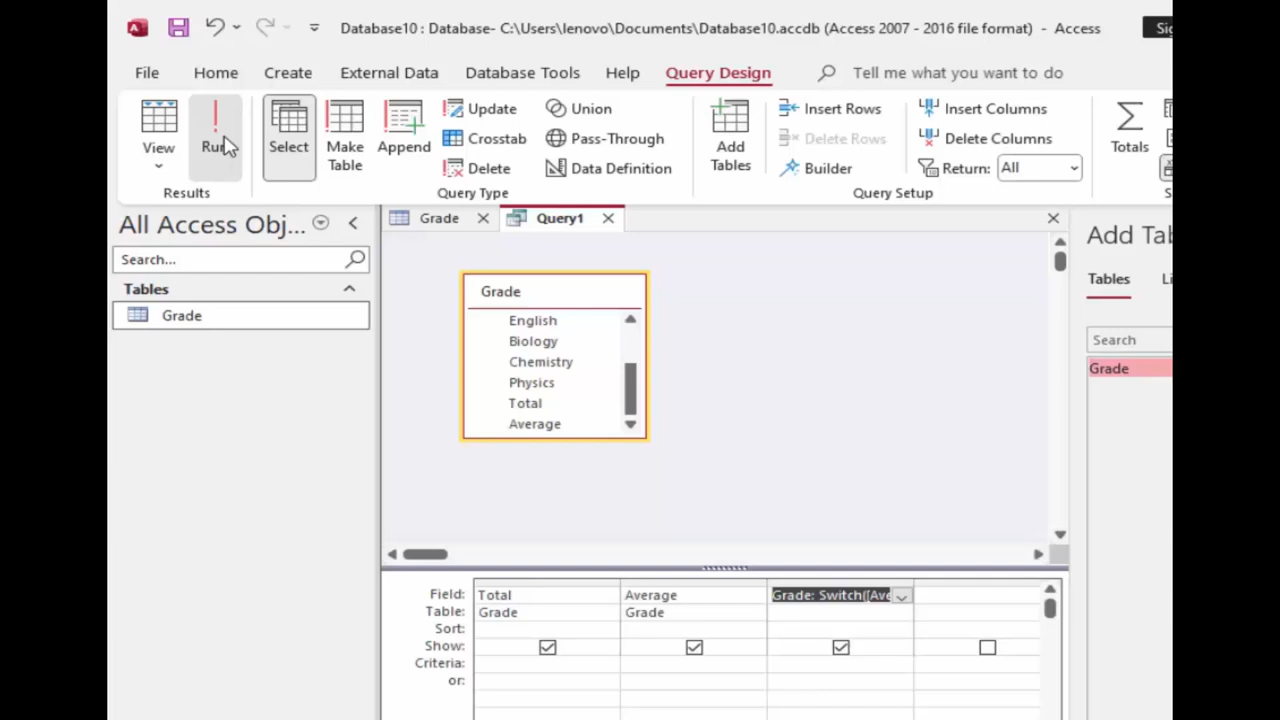 Database10 : Database- C:\Users\lenovo\Documents\Database10.accdb (Access 2007 - 2016 file format) - Access
File Home Create External Data Database Tools Help Query Design Tell me what you want to do
View
Run
Select
Make Table
Append
Update
Crosstab
Delete
Union
Pass-Through
Data Definition
Add Tables
Insert Rows
Delete Rows
Builder
Insert Columns
Delete Columns
Return: All
Totals
Results
Query Type
Query Setup
All Access Obj...
Search...
Tables
Grade
Grade
Query1
Grade
English
Biology
Chemistry
Physics
Total
Average
Tables
Search
Grade
Field: Total Average Grade: Switch([Ave
Table: Grade Grade
Sort:
Show:
Criteria:
or: